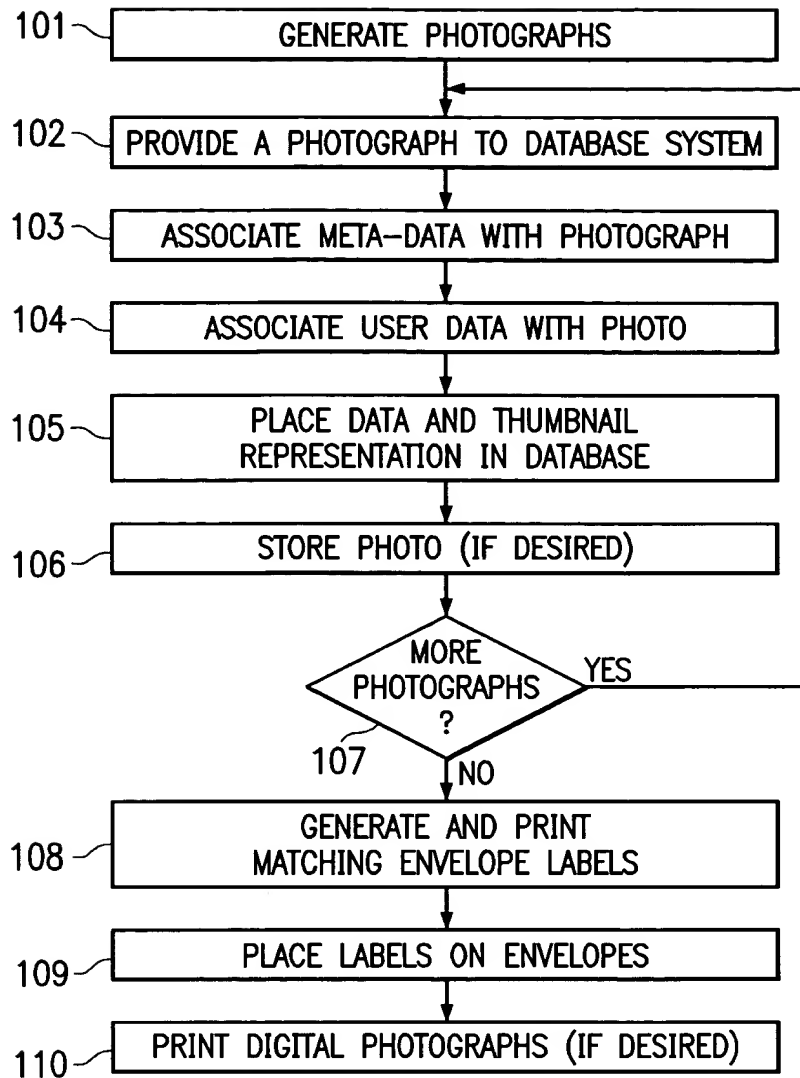 101
GENERATE PHOTOGRAPHS
102
PROVIDE A PHOTOGRAPH TO DATABASE SYSTEM
103
ASSOCIATE META-DATA WITH PHOTOGRAPH
104
ASSOCIATE USER DATA WITH PHOTO
105
PLACE DATA AND THUMBNAIL
REPRESENTATION IN DATABASE
106
STORE PHOTO (IF DESIRED)
MORE
PHOTOGRAPHS
?
YES
107
NO
108
GENERATE AND PRINT
MATCHING ENVELOPE LABELS
109
PLACE LABELS ON ENVELOPES
110
PRINT DIGITAL PHOTOGRAPHS (IF DESIRED)